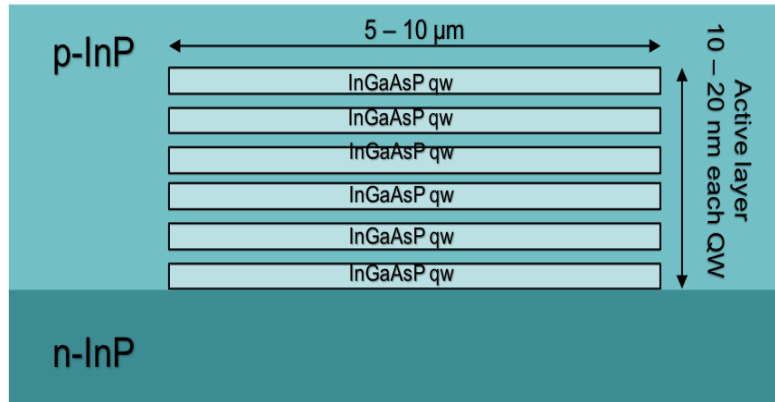 p-InP
5 – 10 µm
InGaAsP qw
InGaAsP qw
InGaAsP qw
InGaAsP qw
InGaAsP qw
InGaAsP qw
Active layer
10 – 20 nm each QW
n-InP